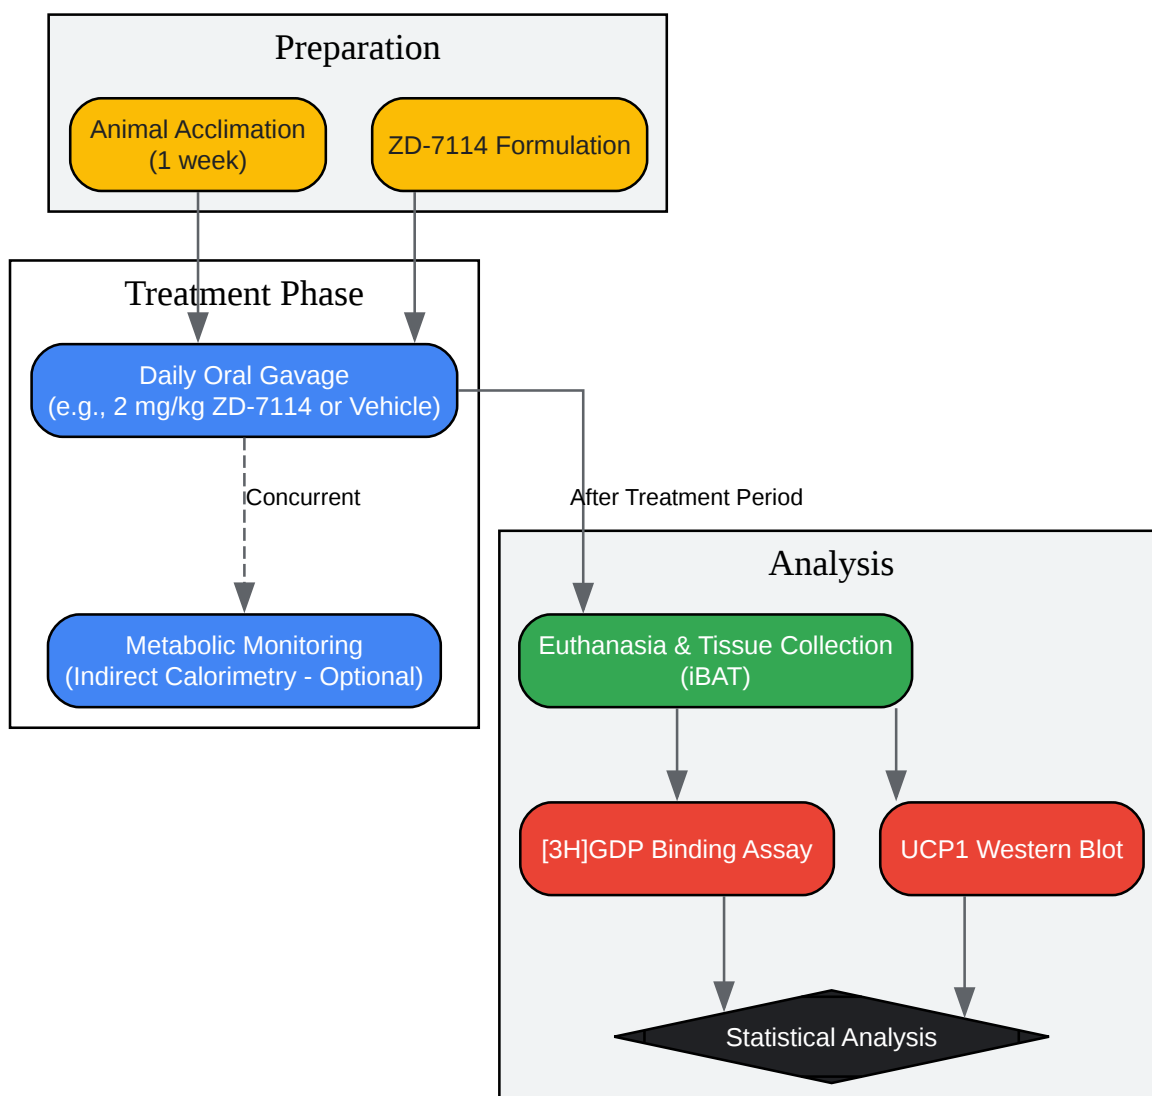 Preparation
Animal Acclimation
(1 week)
ZD-7114 Formulation
Treatment Phase
Daily Oral Gavage
(e.g., 2 mg/kg ZD-7114 or Vehicle)
Concurrent
After Treatment Period
Metabolic Monitoring
(Indirect Calorimetry - Optional)
Analysis
Euthanasia & Tissue Collection
(iBAT)
[3H]GDP Binding Assay
UCP1 Western Blot
Statistical Analysis